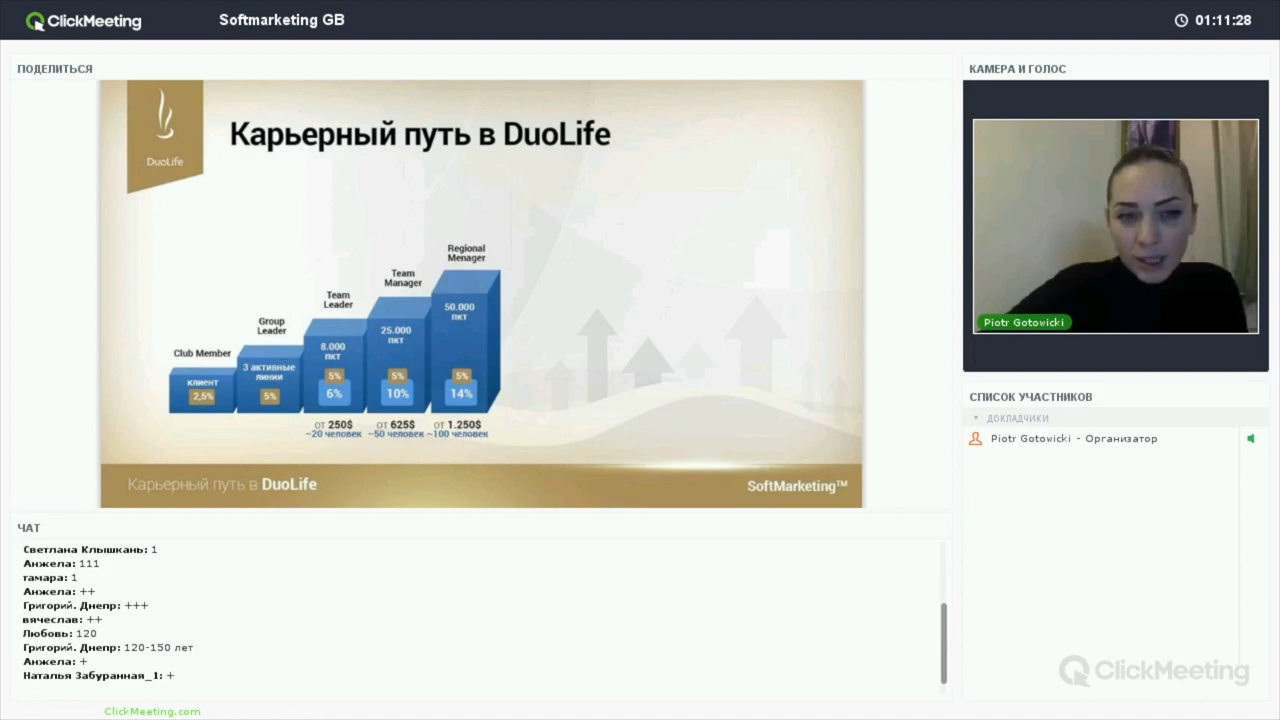 ClickMeeting
Softmarketing GB
01:11:28
ПОДЕЛИТЬСЯ
DuoLife
Карьерный путь в DuoLife
Club Member
клиент
2,5%
Group
Leader
3 активные
линии
5%
Team
Leader
8.000
пкт
5%
6%
от 250$
~20 человек
Team
Manager
25.000
пкт
5%
10%
от 625$
~50 человек
Regional
Menager
50.000
пкт
5%
14%
от 1.250$
~100 человек
Карьерный путь в DuoLife
SoftMarketing™
КАМЕРА И ГОЛОС
Piotr Gotowicki
СПИСОК УЧАСТНИКОВ
ДОКЛАДЧИКИ
Piotr Gotowicki - Организатор
ЧАТ
Светлана Клышкань: 1
Анжела: 111
тамара: 1
Анжела: ++
Григорий. Днепр: +++
вячеслав: ++
Любовь: 120
Григорий. Днепр: 120-150 лет
Анжела: +
Наталья Забуранная_1: +
ClickMeeting
ClickMeeting.com